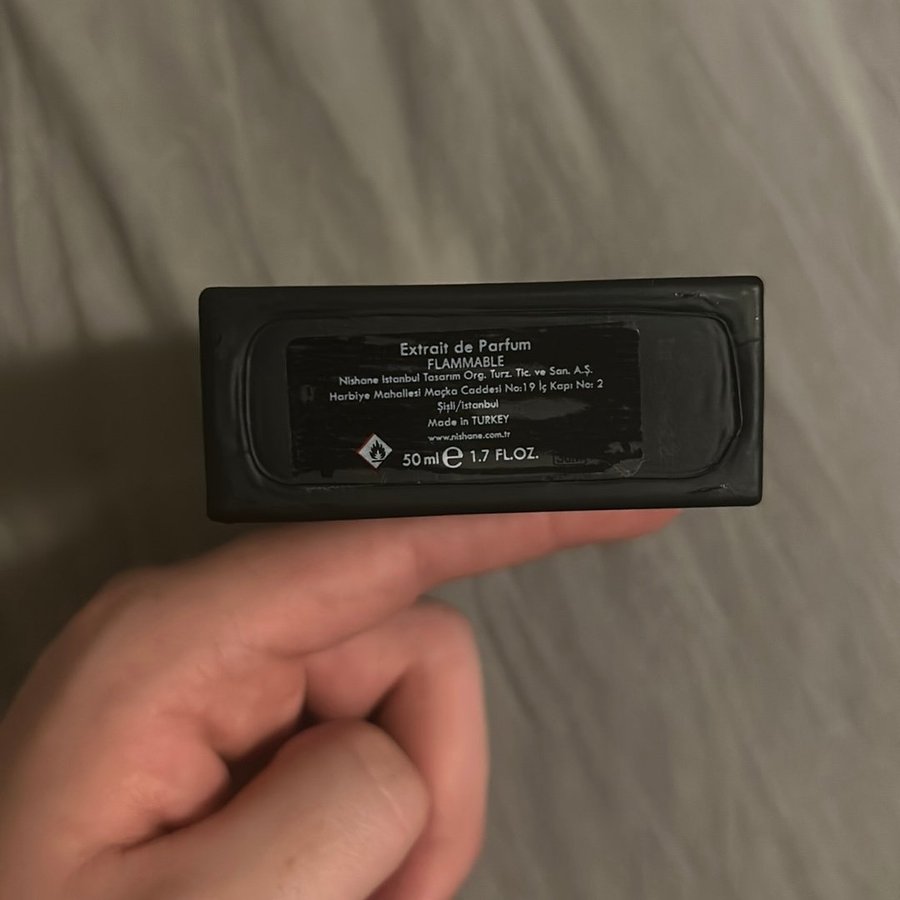 Extrait de Parfum
FLAMMABLE
Nishane Istanbul Tasarım Org. Turz. Tic. ve San. A.Ş.
Harbiye Mahallesi Maçka Caddesi No:19 İç Kapı No: 2
Şişli/istanbul
Made in TURKEY
www.nishane.com.tr
50 ml ℮ 1.7 FL.OZ.